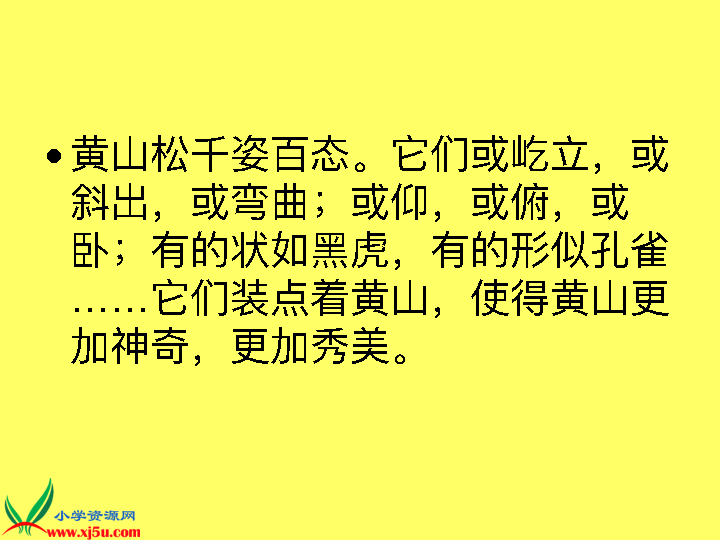 •黄山松千姿百态。它们或屹立，或
斜出，或弯曲；或仰，或俯，或
卧；有的状如黑虎，有的形似孔雀
……它们装点着黄山，使得黄山更
加神奇，更加秀美。
小学资源网
www.xj5u.com